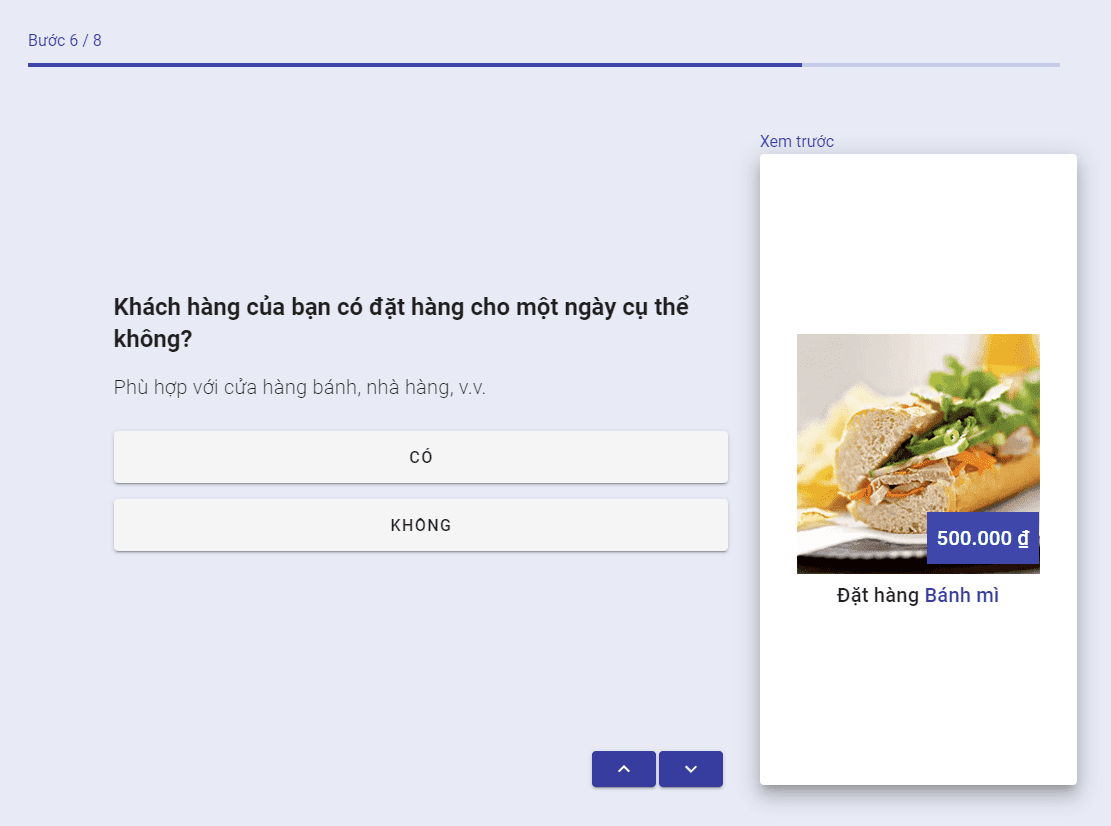 Bước 6 / 8
Xem trước
Khách hàng của bạn có đặt hàng cho một ngày cụ thể
không?
Phù hợp với cửa hàng bánh, nhà hàng, v.v.
CÓ
KHÔNG
500.000 ₫
Đặt hàng Bánh mì